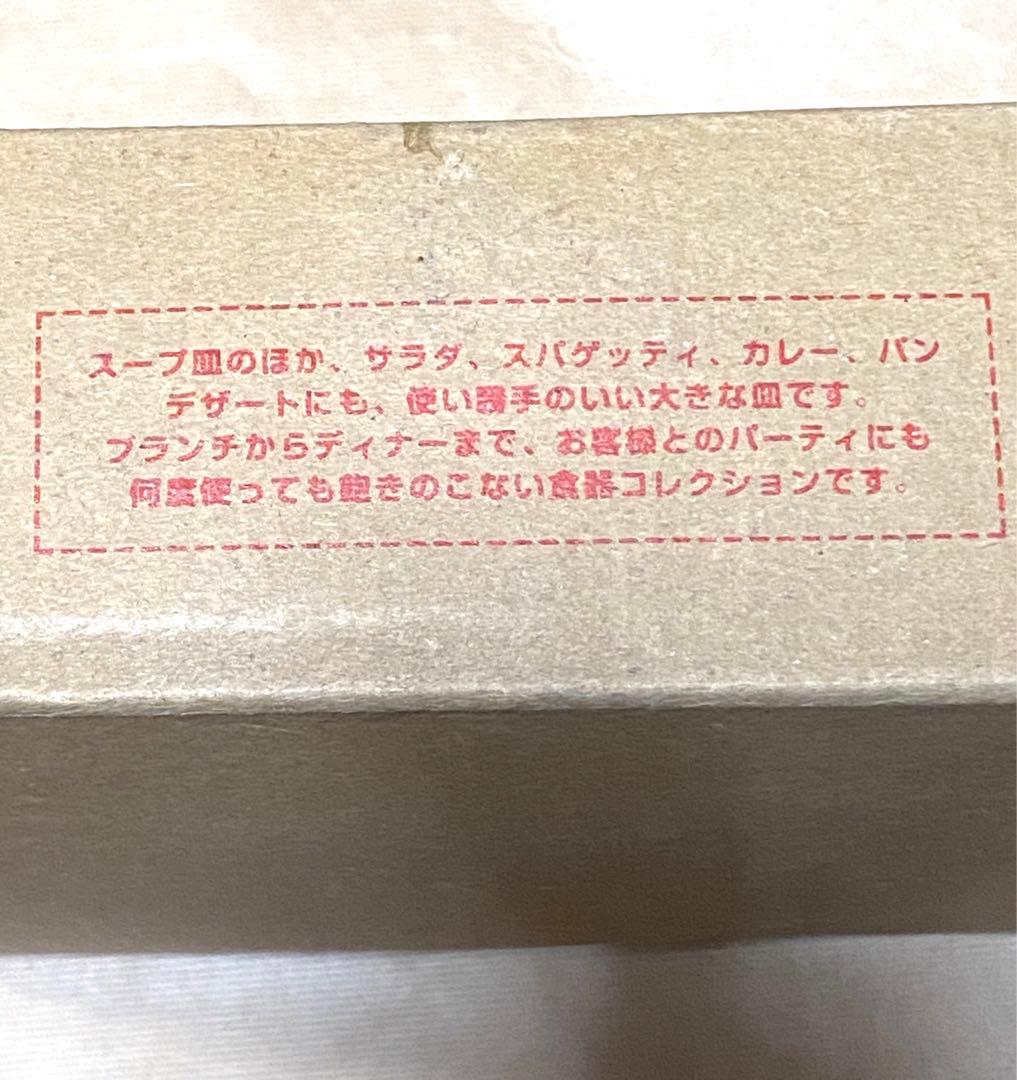 スープ皿のほか、サラダ、スパゲッティ、カレー、パン
デザートにも、使い勝手のいい大きな皿です。
ブランチからディナーまで、お客様とのパーティにも
何度使っても飽きのこない食器コレクションです。